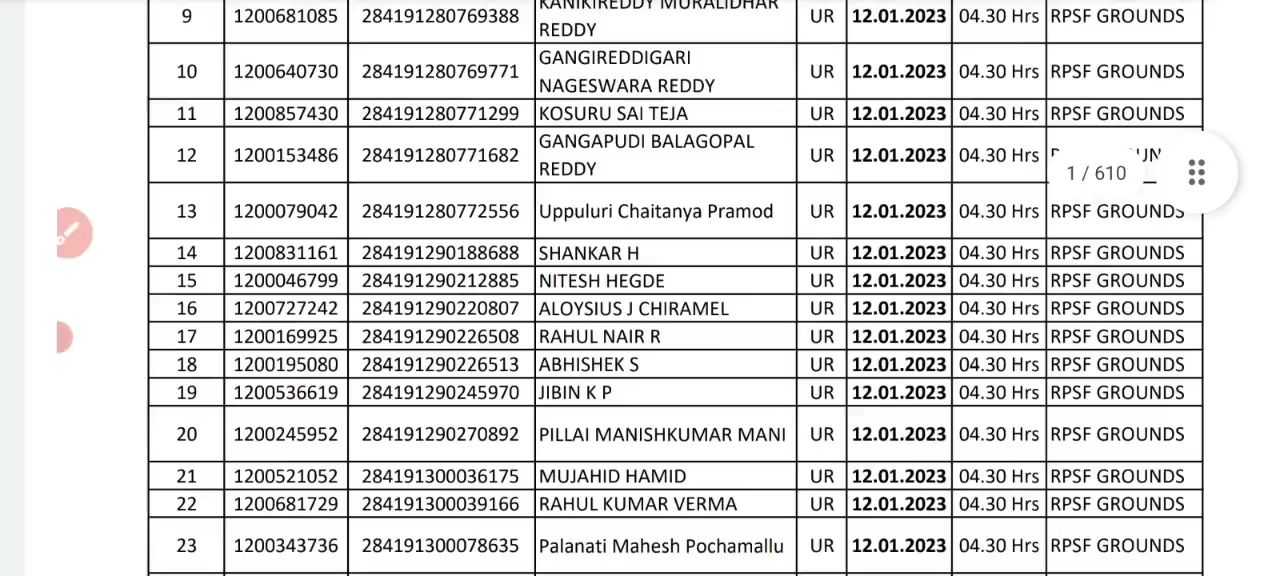 9 1200681085 284191280769388 KANIKIREDDY MURALIDHAR REDDY UR 12.01.2023 04.30 Hrs RPSF GROUNDS
10 1200640730 284191280769771 GANGIREDDIGARI NAGESWARA REDDY UR 12.01.2023 04.30 Hrs RPSF GROUNDS
11 1200857430 284191280771299 KOSURU SAI TEJA UR 12.01.2023 04.30 Hrs RPSF GROUNDS
12 1200153486 284191280771682 GANGAPUDI BALAGOPAL REDDY UR 12.01.2023 04.30 Hrs
1 / 610
13 1200079042 284191280772556 Uppuluri Chaitanya Pramod UR 12.01.2023 04.30 Hrs RPSF GROUNDS
14 1200831161 284191290188688 SHANKAR H UR 12.01.2023 04.30 Hrs RPSF GROUNDS
15 1200046799 284191290212885 NITESH HEGDE UR 12.01.2023 04.30 Hrs RPSF GROUNDS
16 1200727242 284191290220807 ALOYSIUS J CHIRAMEL UR 12.01.2023 04.30 Hrs RPSF GROUNDS
17 1200169925 284191290226508 RAHUL NAIR R UR 12.01.2023 04.30 Hrs RPSF GROUNDS
18 1200195080 284191290226513 ABHISHEK S UR 12.01.2023 04.30 Hrs RPSF GROUNDS
19 1200536619 284191290245970 JIBIN K P UR 12.01.2023 04.30 Hrs RPSF GROUNDS
20 1200245952 284191290270892 PILLAI MANISHKUMAR MANI UR 12.01.2023 04.30 Hrs RPSF GROUNDS
21 1200521052 284191300036175 MUJAHID HAMID UR 12.01.2023 04.30 Hrs RPSF GROUNDS
22 1200681729 284191300039166 RAHUL KUMAR VERMA UR 12.01.2023 04.30 Hrs RPSF GROUNDS
23 1200343736 284191300078635 Palanati Mahesh Pochamallu UR 12.01.2023 04.30 Hrs RPSF GROUNDS